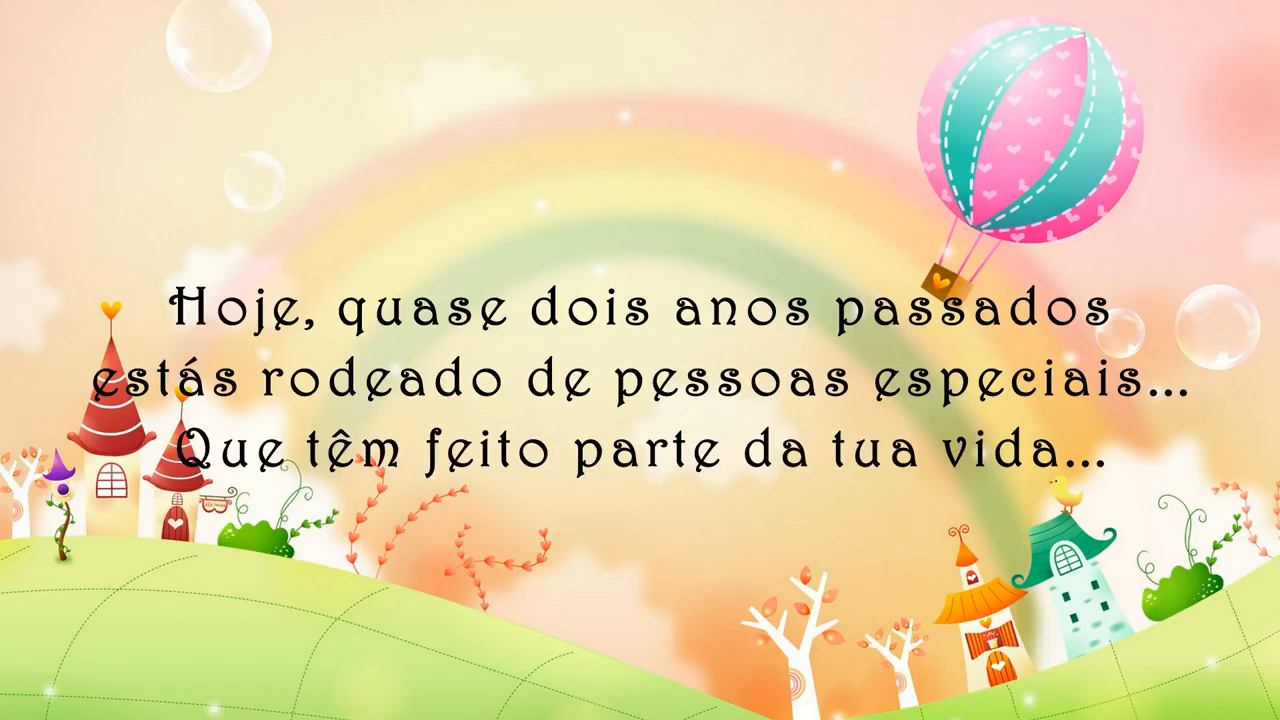 Hoje, quase dois anos passados
estás rodeado de pessoas especiais...
Que têm feito parte da tua vida...